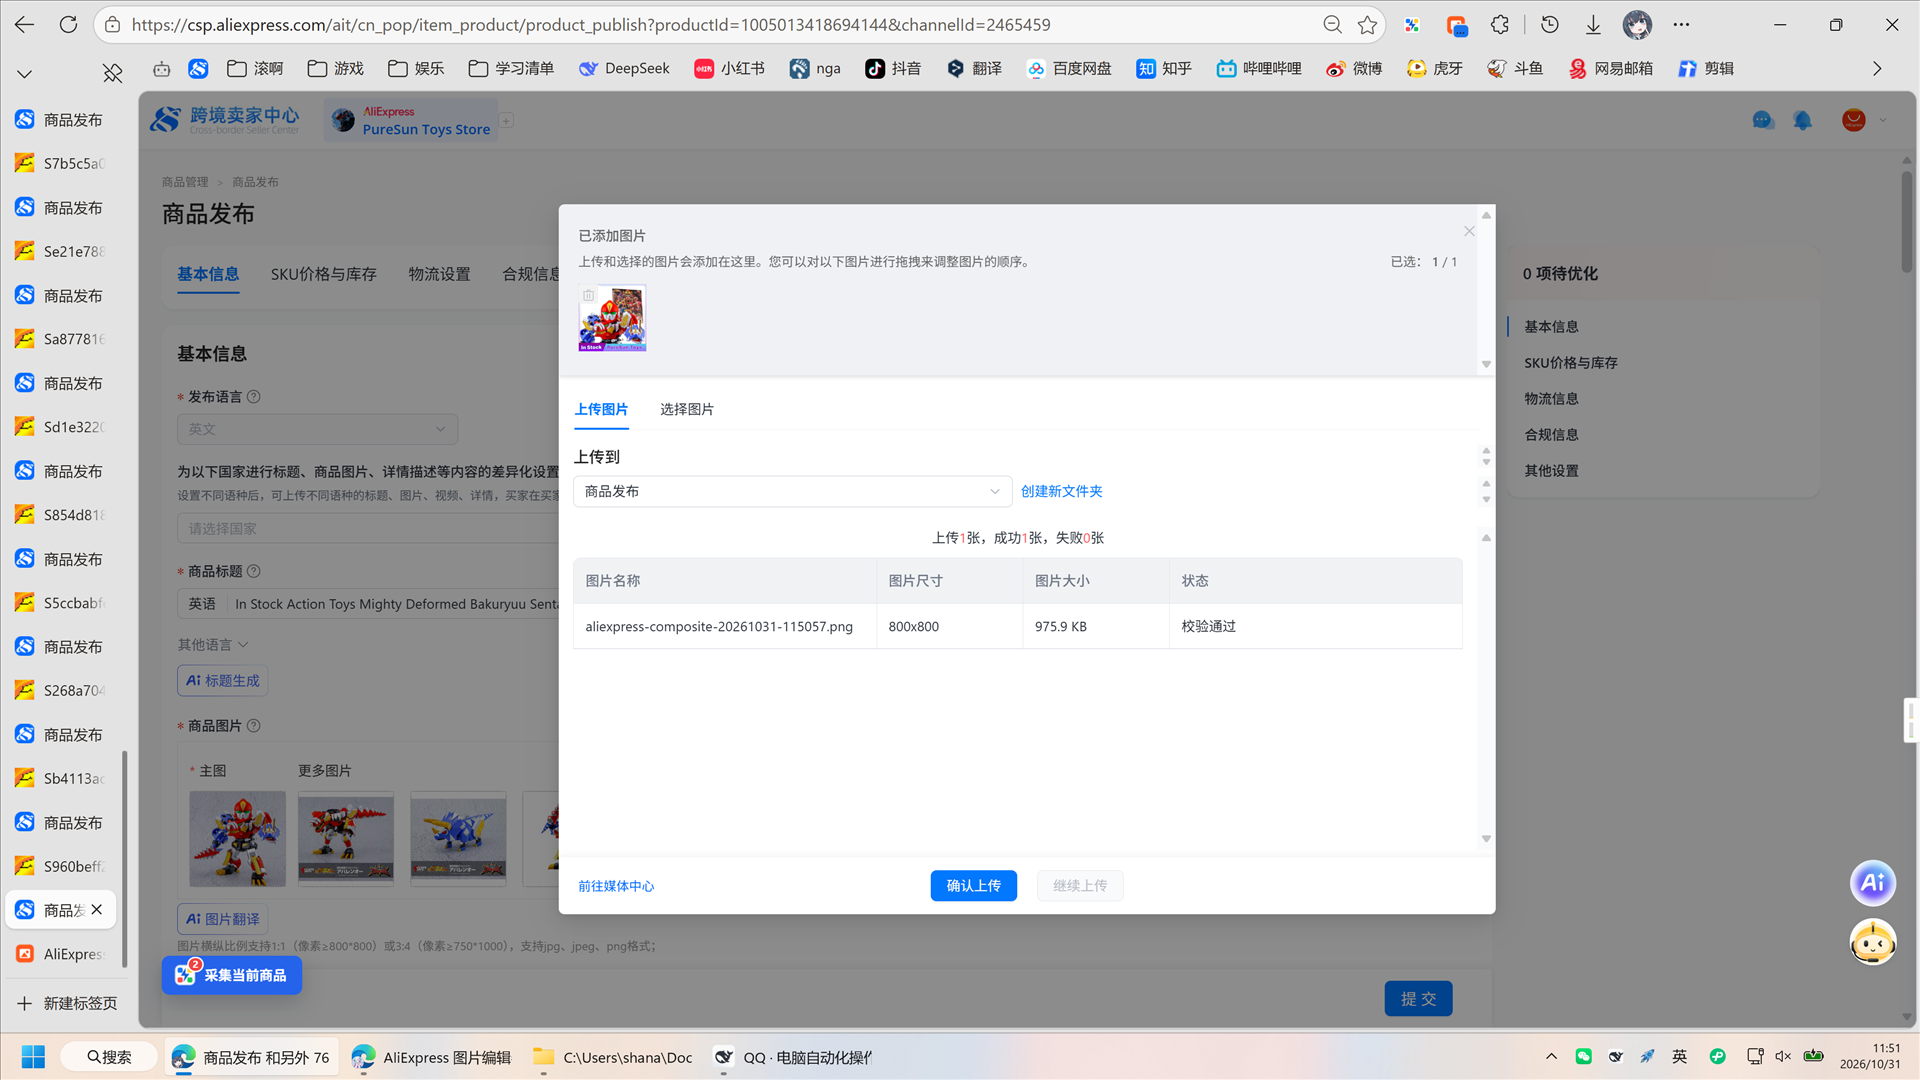 https://csp.aliexpress.com/ait/cn_pop/item_product/product_publish?productId=1005013418694144&channelId=2465459
滚啊
游戏
娱乐
学习清单
DeepSeek
小红书
nga
抖音
翻译
百度网盘
知乎
哔哩哔哩
微博
虎牙
斗鱼
网易邮箱
剪辑
商品发布
S7b5c5a0
商品发布
Se21e788
商品发布
Sa877816
商品发布
Sd1e3220
商品发布
S854d818
商品发布
S5ccbabf
商品发布
S268a704
商品发布
Sb4113ac
商品发布
S960beff2
商品发
AliExpress
新建标签页
跨境卖家中心
Cross-border Seller Center
AliExpress
PureSun Toys Store
商品管理 > 商品发布
商品发布
基本信息
SKU价格与库存
物流设置
合规信息
基本信息
* 发布语言
英文
为以下国家进行标题、商品图片、详情描述等内容的差异化设置
设置不同语种后，可上传不同语种的标题、图片、视频、详情，买家在买家
请选择国家
* 商品标题
英语 In Stock Action Toys Mighty Deformed Bakuryuu Senta
其他语言
Ai 标题生成
* 商品图片
* 主图
更多图片
Ai 图片翻译
图片横纵比例支持1:1（像素≥800*800）或3:4（像素≥750*1000），支持jpg、jpeg、png格式；
2
采集当前商品
提 交
已添加图片
上传和选择的图片会添加在这里。您可以对以下图片进行拖拽来调整图片的顺序。
已选： 1 / 1
In Stock
PureSun Toys
上传图片
选择图片
上传到
商品发布
创建新文件夹
上传1张，成功1张，失败0张
图片名称 图片尺寸 图片大小 状态
aliexpress-composite-20261031-115057.png 800x800 975.9 KB 校验通过
前往媒体中心
确认上传
继续上传
0 项待优化
基本信息
SKU价格与库存
物流信息
合规信息
其他设置
Ai
搜索
商品发布 和另外 76
AliExpress 图片编辑
C:\Users\shana\Doc
QQ · 电脑自动化操作
英
11:51
2026/10/31